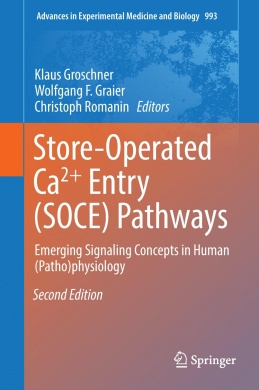 Advances in Experimental Medicine and Biology 993
Klaus Groschner
Wolfgang F. Graier
Christoph Romanin Editors
Store-Operated
Ca²⁺ Entry
(SOCE) Pathways
Emerging Signaling Concepts in Human
(Patho)physiology
Second Edition
Springer